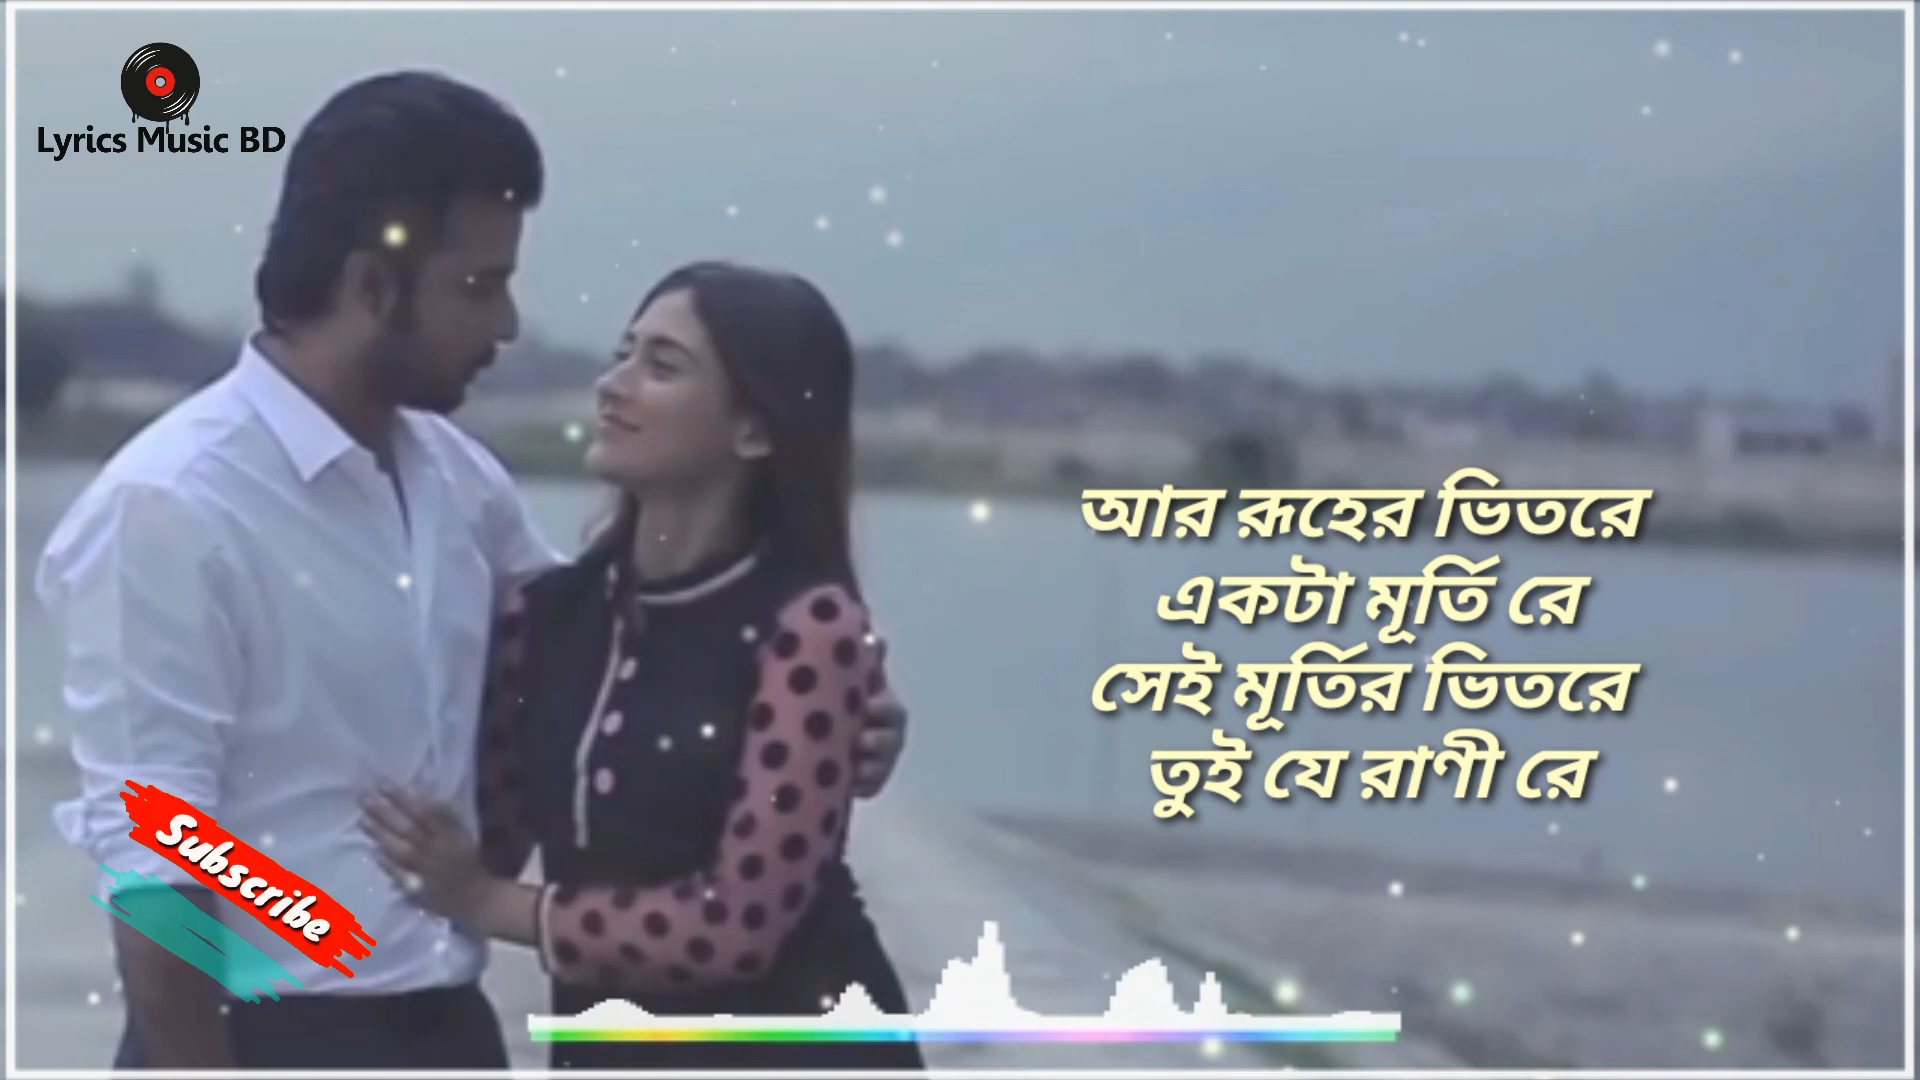 Lyrics Music BD
আর রূহের ভিতরে
একটা মূর্তি রে
সেই মূর্তির ভিতরে
তুই যে রাণী রে
Subscribe